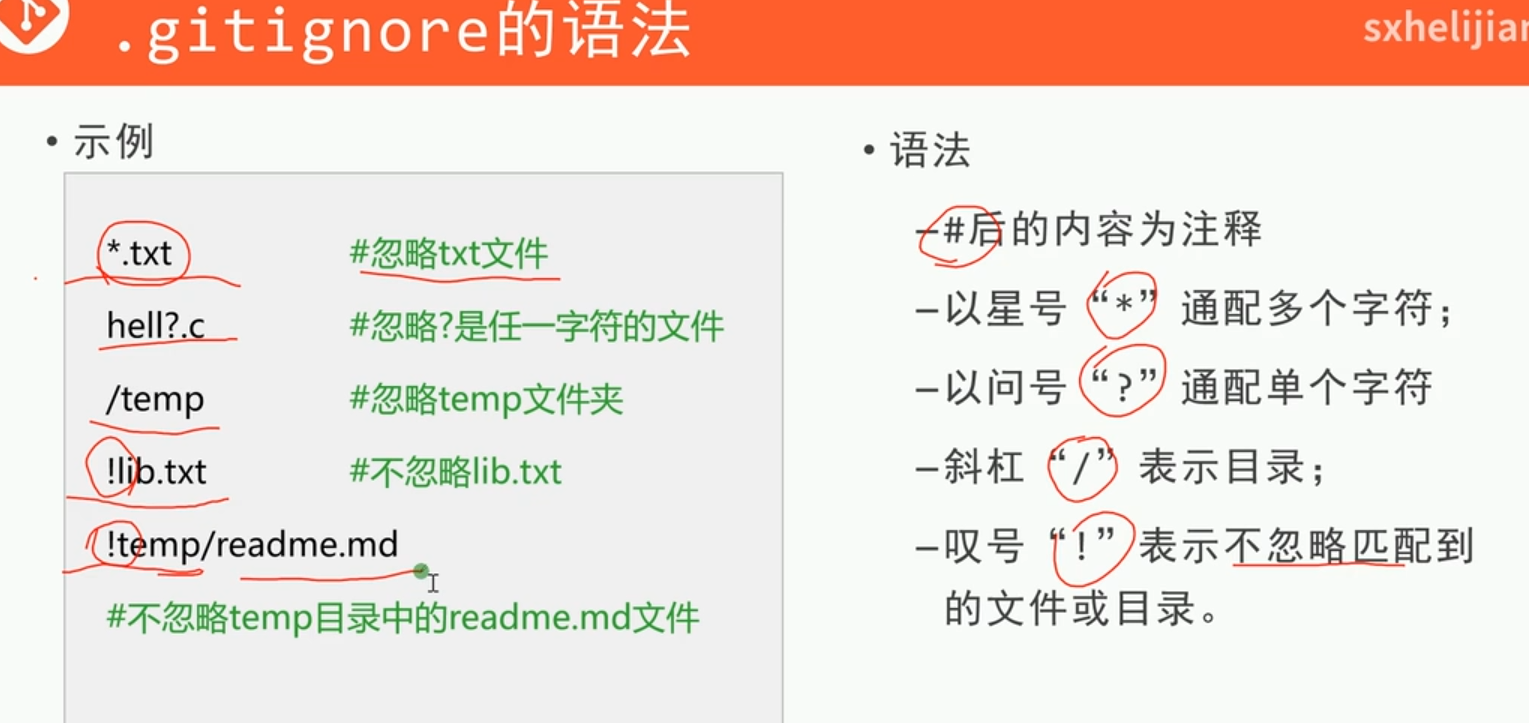 .gitignore的语法
sxhelijian
• 示例
*.txt #忽略txt文件
hell?.c #忽略?是任一字符的文件
/temp #忽略temp文件夹
!lib.txt #不忽略lib.txt
!temp/readme.md
#不忽略temp目录中的readme.md文件
• 语法
–#后的内容为注释
–以星号“*”通配多个字符；
–以问号“?”通配单个字符
–斜杠“/”表示目录；
–叹号“!”表示不忽略匹配到
的文件或目录。